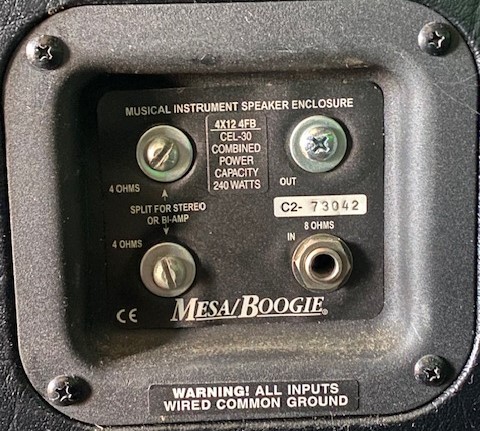 MUSICAL INSTRUMENT SPEAKER ENCLOSURE
4X12 4FB
CEL-30
COMBINED
POWER
CAPACITY
240 WATTS
4 OHMS
OUT
SPLIT FOR STEREO
OR BI-AMP
C2- 73042
4 OHMS
8 OHMS
IN
CE
MESA/BOOGIE®
WARNING! ALL INPUTS
WIRED COMMON GROUND